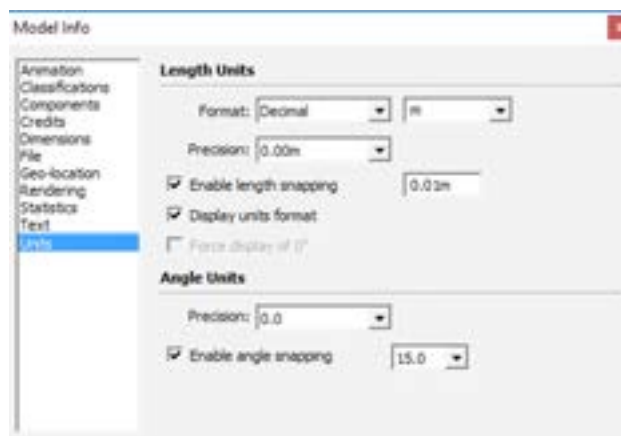 Model Info
Animation
Classifications
Components
Credits
Dimensions
File
Geo-location
Rendering
Statistics
Text
Units
Length Units
Format: Decimal m
Precision: 0.00m
Enable length snapping 0.01m
Display units format
Force display of 0"
Angle Units
Precision: 0.0
Enable angle snapping 15.0